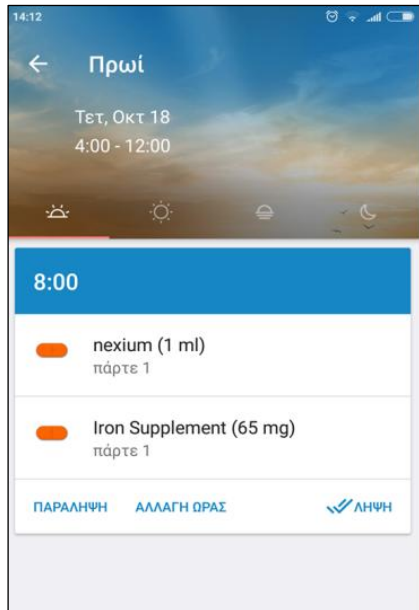 14:12
Πρωί
Τετ, Οκτ 18
4:00 - 12:00
8:00
nexium (1 ml)
πάρτε 1
Iron Supplement (65 mg)
πάρτε 1
ΠΑΡΑΛΗΨΗ ΑΛΛΑΓΗ ΩΡΑΣ ΛΗΨΗ